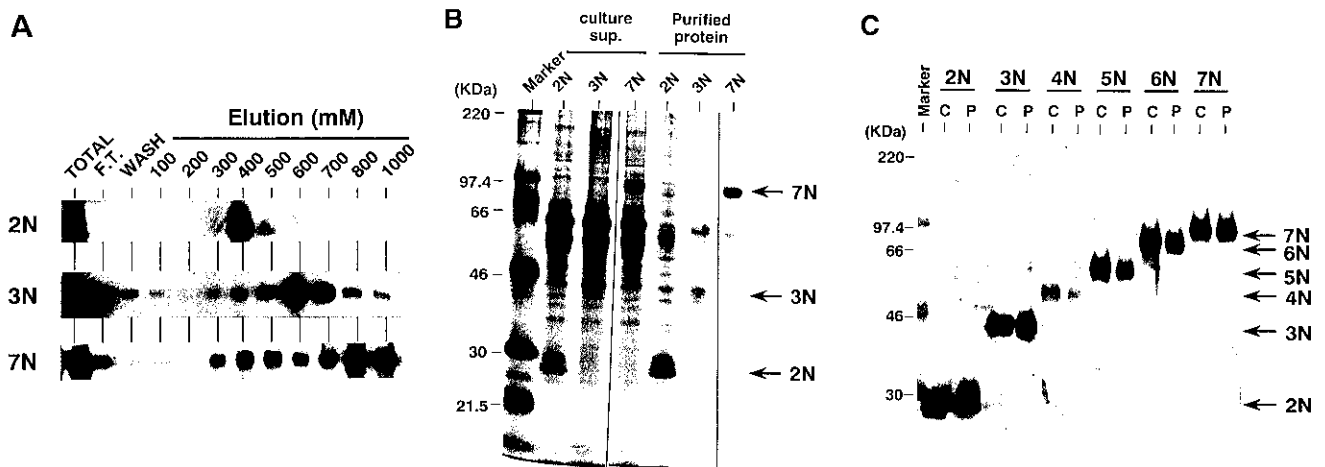 A
Elution (mM)
TOTAL
F.T.
WASH
100
200
300
400
500
600
700
800
1000
2N
3N
7N
B
culture sup.
Purified protein
(KDa)
Marker
2N
3N
7N
2N
3N
7N
220
97.4
66
46
30
21.5
7N
3N
2N
C
Marker
2N
3N
4N
5N
6N
7N
C P C P C P C P C P C P
(KDa)
220
97.4
66
46
30
7N
6N
5N
4N
3N
2N